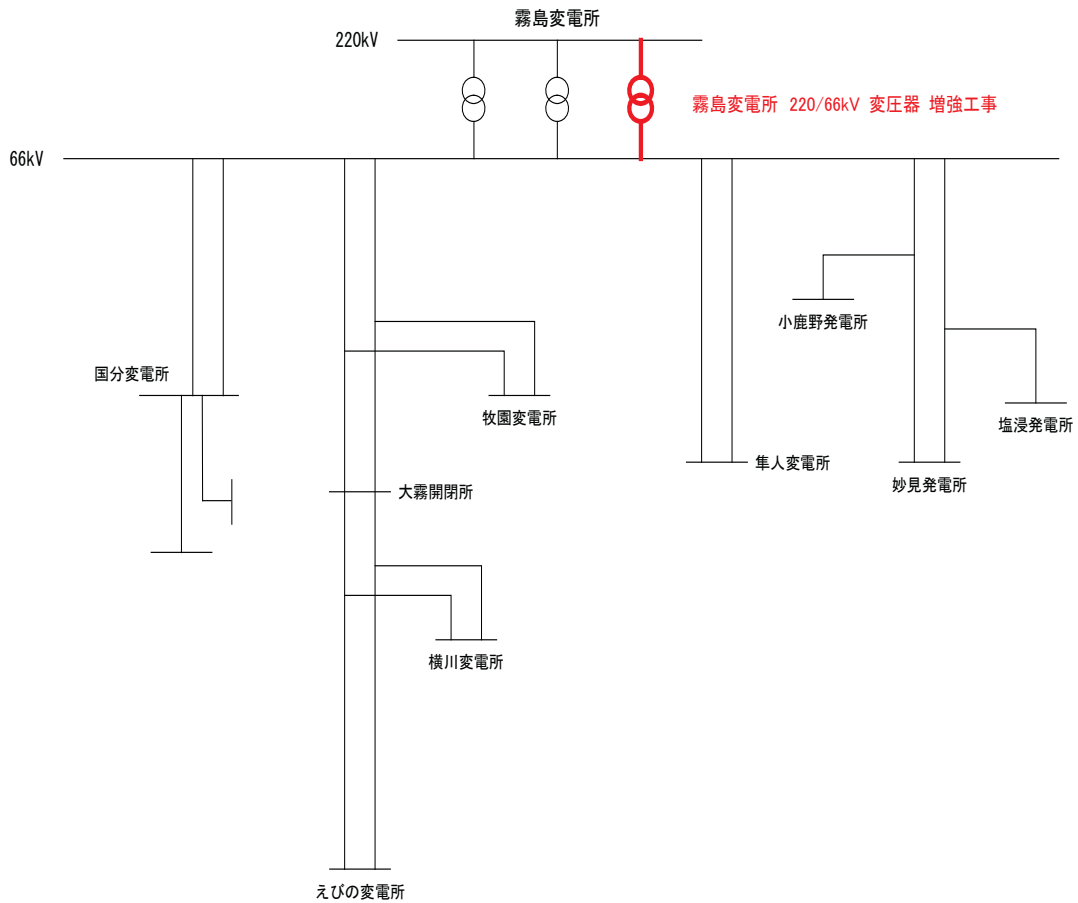 霧島変電所
220kV
霧島変電所 220/66kV 変圧器 増強工事
66kV
小鹿野発電所
国分変電所
牧園変電所
塩浸発電所
隼人変電所
妙見発電所
大霧開閉所
横川変電所
えびの変電所